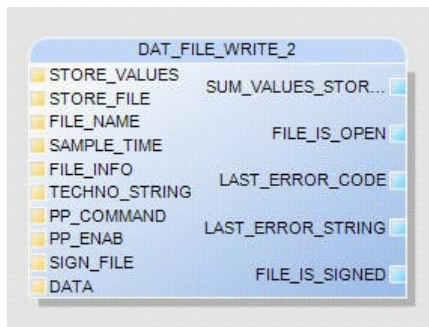 DAT_FILE_WRITE_2
STORE_VALUES
STORE_FILE
FILE_NAME
SAMPLE_TIME
FILE_INFO
TECHNO_STRING
PP_COMMAND
PP_ENAB
SIGN_FILE
DATA
SUM_VALUES_STOR...
FILE_IS_OPEN
LAST_ERROR_CODE
LAST_ERROR_STRING
FILE_IS_SIGNED